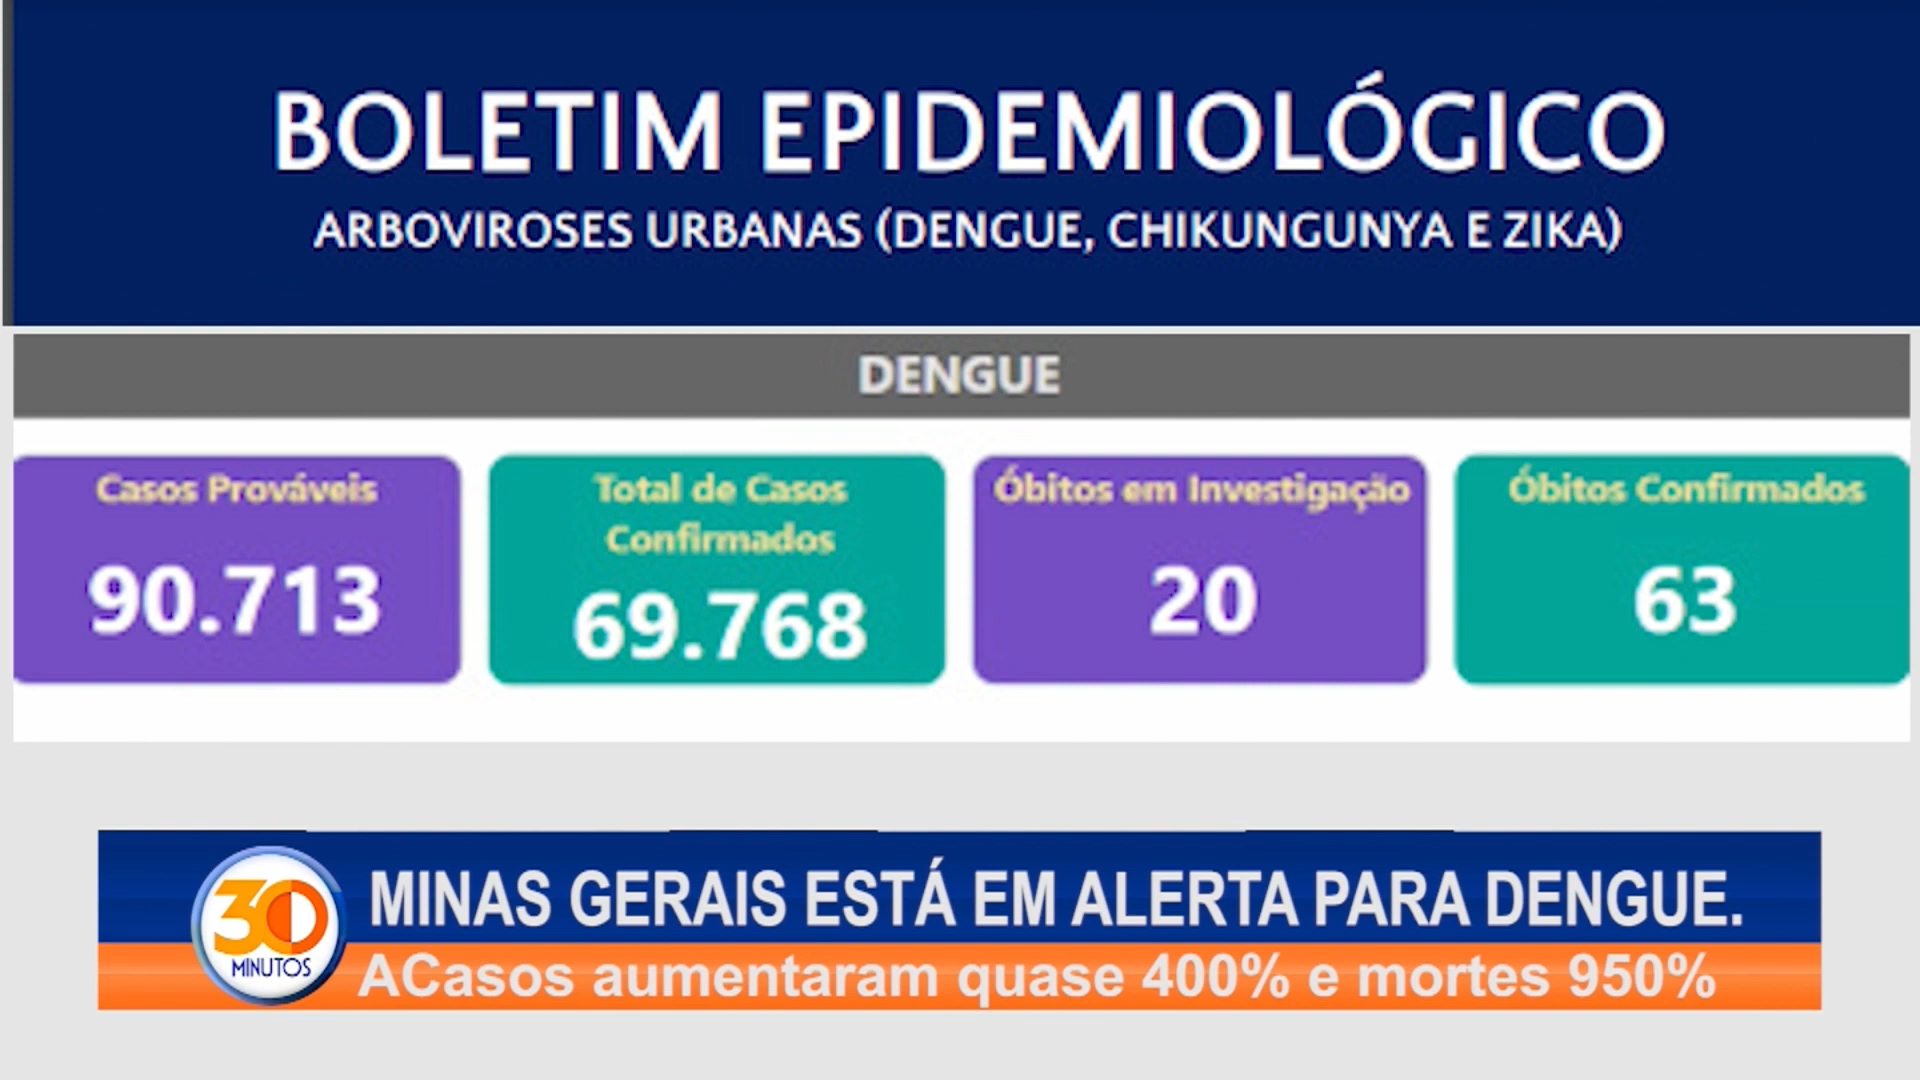 BOLETIM EPIDEMIOLÓGICO
ARBOVIROSES URBANAS (DENGUE, CHIKUNGUNYA E ZIKA)
DENGUE
Casos Prováveis
90.713
Total de Casos
Confirmados
69.768
Óbitos em Investigação
20
Óbitos Confirmados
63
30
MINUTOS
MINAS GERAIS ESTÁ EM ALERTA PARA DENGUE.
ACasos aumentaram quase 400% e mortes 950%